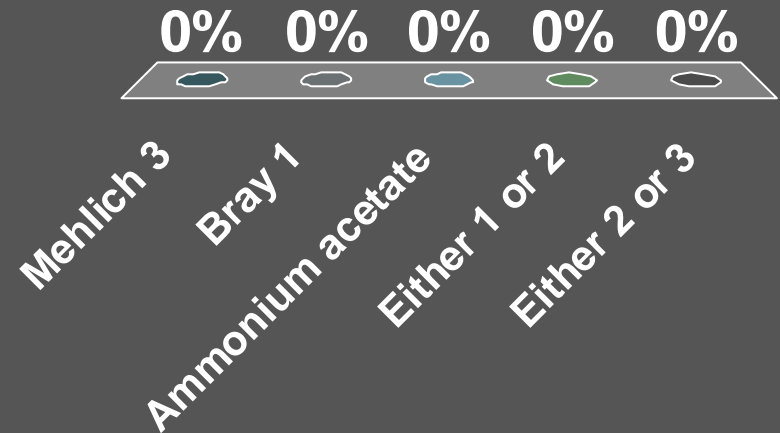 0% 0% 0% 0% 0%
Mehlich 3
Bray 1
Ammonium acetate
Either 1 or 2
Either 2 or 3